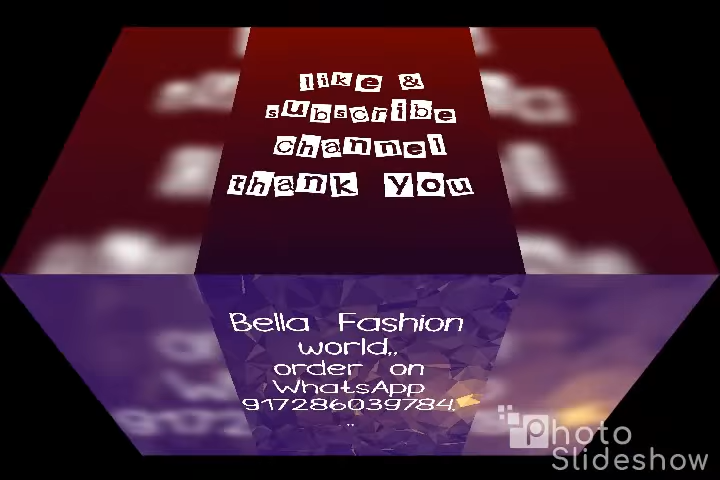 like &
subscribe
channel
thank you
Bella Fashion
world,,
order on
WhatsApp
917286039784.
..
Photo
Slideshow